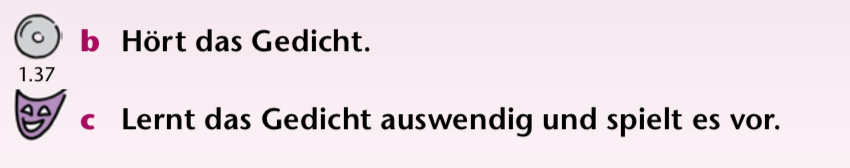 b Hört das Gedicht.
1.37
c Lernt das Gedicht auswendig und spielt es vor.